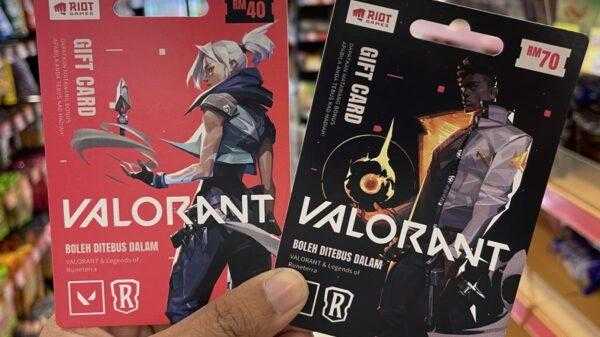 RIOT
GAMES
RM40
GIFT CARD
VALORANT
BOLEH DITEBUS DALAM
VALORANT & Legends of
Runeterra
RIOT
GAMES
RM70
GIFT CARD
VALORANT
BOLEH DITEBUS DALAM
VALORANT & Legends of
Runeterra